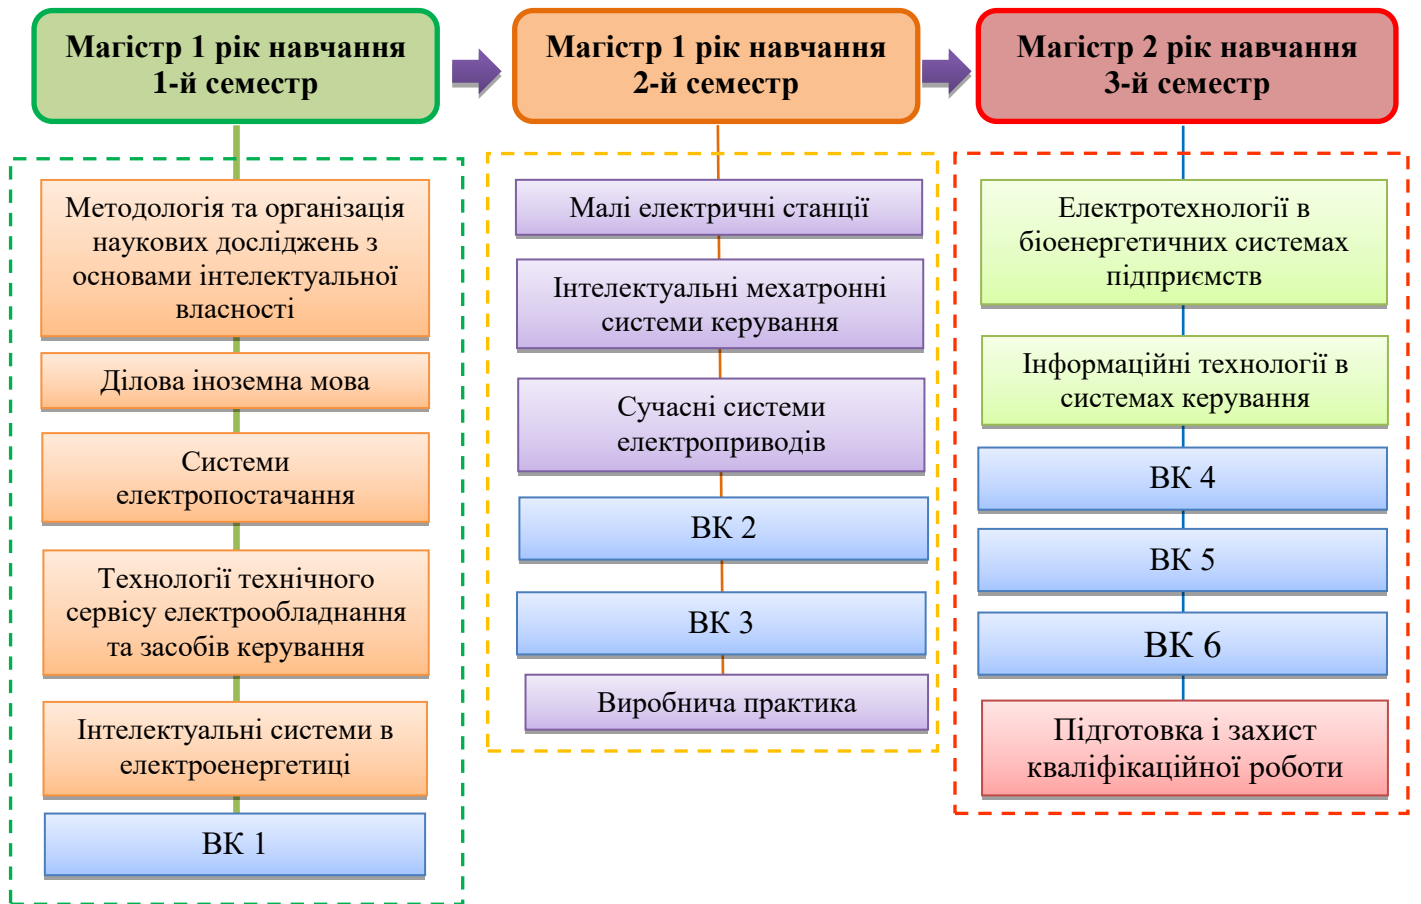 Магістр 1 рік навчання
1-й семестр
Методологія та організація
наукових досліджень з
основами інтелектуальної
власності
Ділова іноземна мова
Системи
електропостачання
Технології технічного
сервісу електрообладнання
та засобів керування
Інтелектуальні системи в
електроенергетиці
ВК 1
Магістр 1 рік навчання
2-й семестр
Малі електричні станції
Інтелектуальні мехатронні
системи керування
Сучасні системи
електроприводів
ВК 2
ВК 3
Виробнича практика
Магістр 2 рік навчання
3-й семестр
Електротехнології в
біоенергетичних системах
підприємств
Інформаційні технології в
системах керування
ВК 4
ВК 5
ВК 6
Підготовка і захист
кваліфікаційної роботи